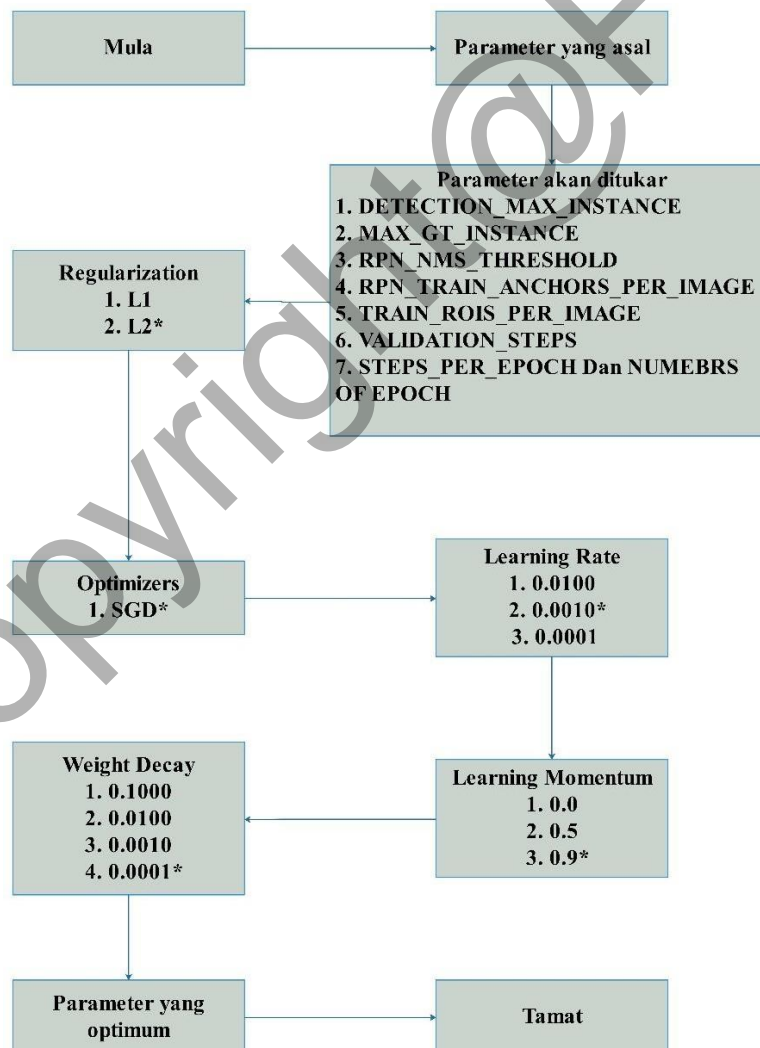 Mula
Parameter yang asal
Parameter akan ditukar
1. DETECTION_MAX_INSTANCE
2. MAX_GT_INSTANCE
3. RPN_NMS_THRESHOLD
4. RPN_TRAIN_ANCHORS_PER_IMAGE
5. TRAIN_ROIS_PER_IMAGE
6. VALIDATION_STEPS
7. STEPS_PER_EPOCH Dan NUMEBRS
OF EPOCH
Regularization
1. L1
2. L2*
Optimizers
1. SGD*
Learning Rate
1. 0.0100
2. 0.0010*
3. 0.0001
Learning Momentum
1. 0.0
2. 0.5
3. 0.9*
Weight Decay
1. 0.1000
2. 0.0100
3. 0.0010
4. 0.0001*
Parameter yang
optimum
Tamat
opyright@F